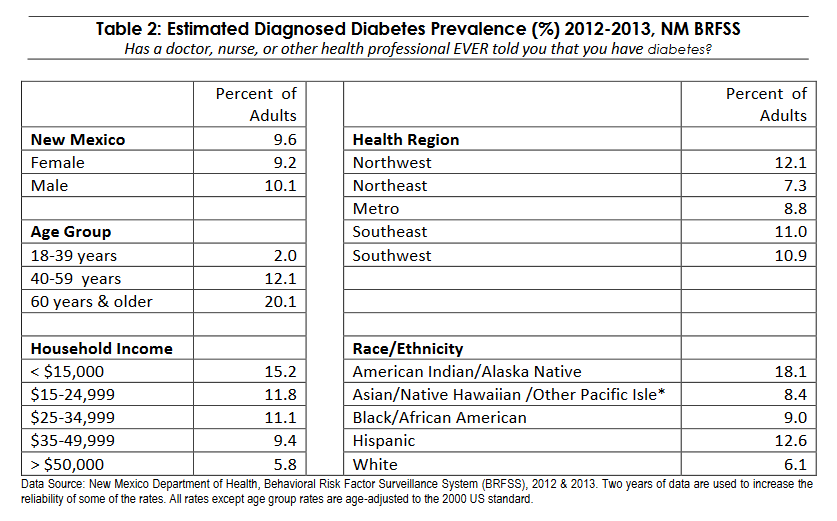 Table 2: Estimated Diagnosed Diabetes Prevalence (%) 2012-2013, NM BRFSS
Has a doctor, nurse, or other health professional EVER told you that you have diabetes?
Percent of Adults Percent of Adults
New Mexico 9.6 Health Region
Female 9.2 Northwest 12.1
Male 10.1 Northeast 7.3
Metro 8.8
Age Group Southeast 11.0
18-39 years 2.0 Southwest 10.9
40-59 years 12.1
60 years & older 20.1
Household Income Race/Ethnicity
< $15,000 15.2 American Indian/Alaska Native 18.1
$15-24,999 11.8 Asian/Native Hawaiian /Other Pacific Isle* 8.4
$25-34,999 11.1 Black/African American 9.0
$35-49,999 9.4 Hispanic 12.6
> $50,000 5.8 White 6.1
Data Source: New Mexico Department of Health, Behavioral Risk Factor Surveillance System (BRFSS), 2012 & 2013. Two years of data are used to increase the
reliability of some of the rates. All rates except age group rates are age-adjusted to the 2000 US standard.